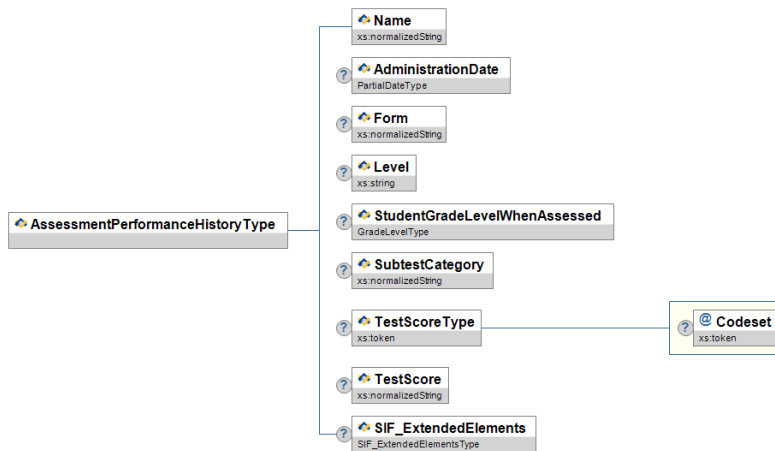 Name
xs:normalizedString
?
AdministrationDate
PartialDateType
?
Form
xs:normalizedString
?
Level
xs:string
AssessmentPerformanceHistoryType
?
StudentGradeLevelWhenAssessed
GradeLevelType
?
SubtestCategory
xs:normalizedString
?
TestScoreType
xs:token
?
@ Codeset
xs:token
?
TestScore
xs:normalizedString
?
SIF_ExtendedElements
SIF_ExtendedElementsType